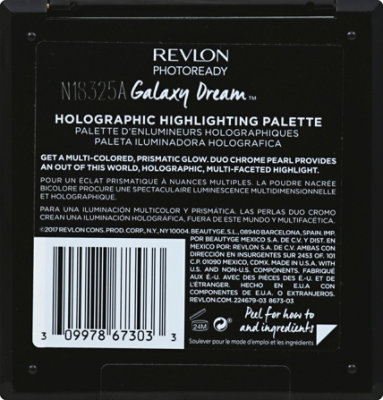 REVLON
PHOTOREADY
N18325A Galaxy Dream™
HOLOGRAPHIC HIGHLIGHTING PALETTE
PALETTE D'ENLUMINEURS HOLOGRAPHIQUES
PALETA ILUMINADORA HOLOGRAFICA
GET A MULTI-COLORED, PRISMATIC GLOW. DUO CHROME PEARL PROVIDES
AN OUT OF THIS WORLD, HOLOGRAPHIC, MULTI-FACETED HIGHLIGHT.
POUR UN ÉCLAT PRISMATIQUE À NUANCES MULTIPLES. LA POUDRE NACRÉE
BICOLORE PROCURE UNE SPECTACULAIRE LUMINESCENCE MULTIDIMENSIONNELLE
ET HOLOGRAPHIQUE.
PARA UNA ILUMINACIÓN MULTICOLOR Y PRISMÁTICA. LAS PERLAS DUO CROMO
CREAN UNA ILUMINACIÓN HOLOGRÁFICA, FUERA DE ESTE MUNDO Y MULTIFACÉTICA.
©2017 REVLON CONS. PROD. CORP., N.Y., NY10004. BEAUTYGE, S.L., 08940 BARCELONA, SPAIN. IMP.
POR BEAUTYGE MEXICO S.A. DE C.V. Y DIST. EN
MEXICO POR REVLON S.A. DE C.V. AMBAS CON
DIRECCIÓN EN INSURGENTES SUR 2453 OF. 101
C.P. 01090 MEXICO, CDMX. MADE IN U.S.A. WITH
U.S. AND NON-U.S. COMPONENTS. FABRIQUÉ
AUX É.-U. AVEC DES PIÈCES DES É.-U. ET DE
L'ÉTRANGER. HECHO EN E.U.A CON
COMPONENTES DE E.U.A. O EXTRANJEROS.
REVLON.COM 224679-03 8673-03
24M
Peel for how to
and ingredients
Soulever pour le mode d'emploi et les ingrédients
3 09978 67303 3